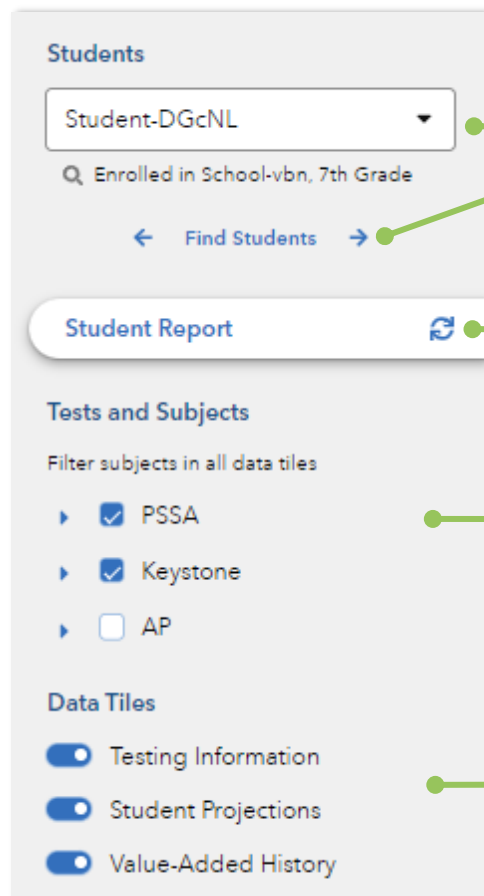 Students
Student-DGcNL
Enrolled in School-vbn, 7th Grade
Find Students
Student Report
Tests and Subjects
Filter subjects in all data tiles
PSSA
Keystone
AP
Data Tiles
Testing Information
Student Projections
Value-Added History